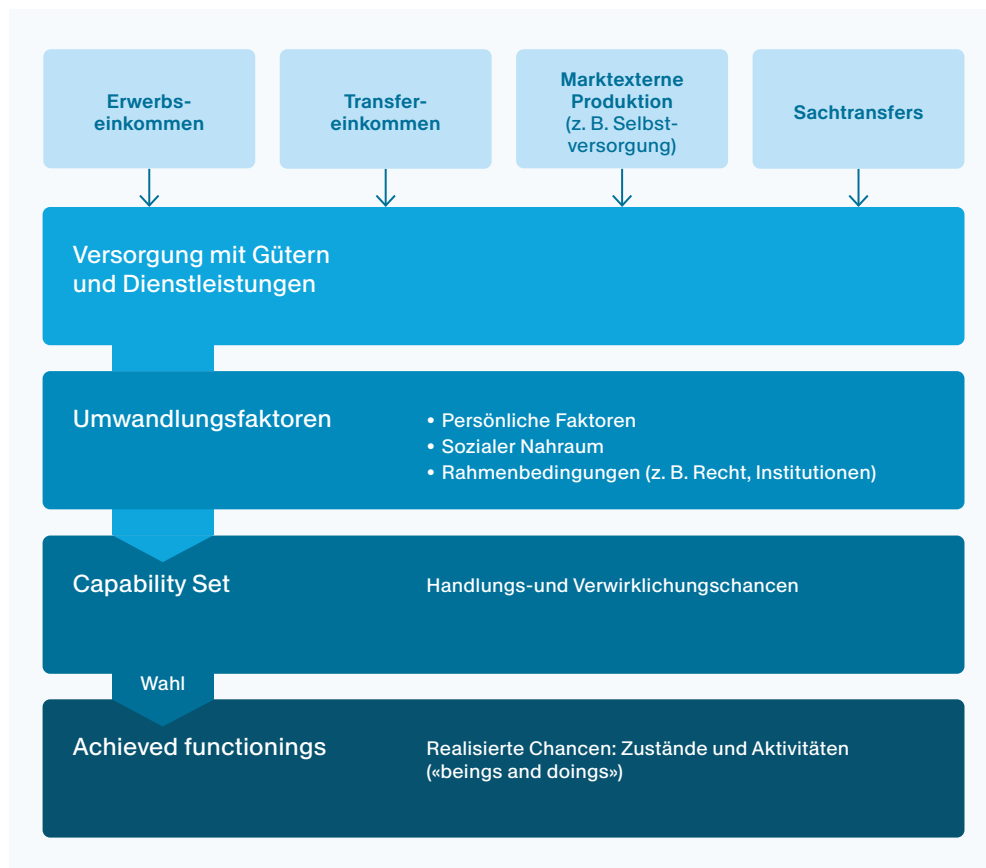 Erwerbs-
einkommen
Transfer-
einkommen
Marktexterne
Produktion
(z. B. Selbst-
versorgung)
Sachtransfers
Versorgung mit Gütern
und Dienstleistungen
Umwandlungsfaktoren
• Persönliche Faktoren
• Sozialer Nahraum
• Rahmenbedingungen (z. B. Recht, Institutionen)
Capability Set
Handlungs-und Verwirklichungschancen
Wahl
Achieved functionings
Realisierte Chancen: Zustände und Aktivitäten
(«beings and doings»)